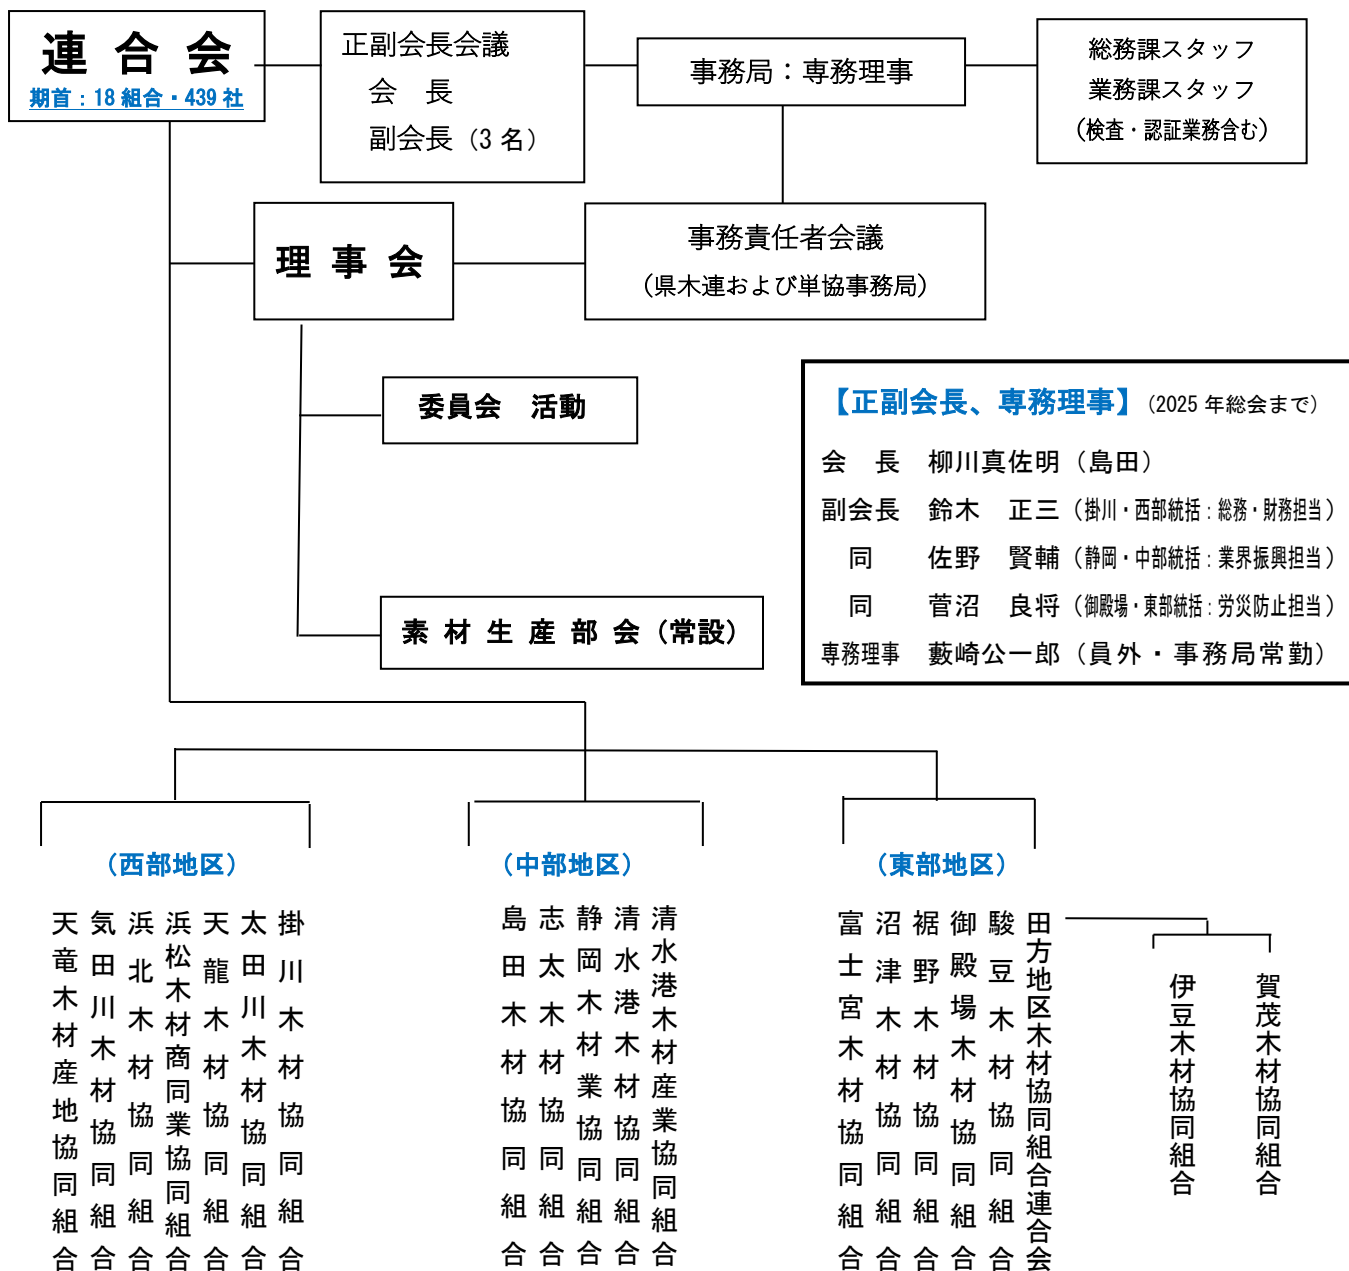 連 合 会
期首：18 組合・439 社
正副会長会議
会　長
副会長（3 名）
事務局：専務理事
総務課スタッフ
業務課スタッフ
（検査・認証業務含む）
理 事 会
事務責任者会議
（県木連および単協事務局）
委員会　活動
素 材 生 産 部 会（常設）
【正副会長、専務理事】（2025 年総会まで）
会　長　柳川真佐明（島田）
副会長　鈴木　正三（掛川・西部統括：総務・財務担当）
同　佐野　賢輔（静岡・中部統括：業界振興担当）
同　菅沼　良将（御殿場・東部統括：労災防止担当）
専務理事　藪崎公一郎（員外・事務局常勤）
（西部地区）
掛川木材協同組合
太田川木材協同組合
天龍木材協同組合
浜松木材商同業協同組合
浜北木材協同組合
気田川木材協同組合
天竜木材産地協同組合
（中部地区）
清水港木材産業協同組合
清水港木材協同組合
静岡木材業協同組合
志太木材協同組合
島田木材協同組合
（東部地区）
田方地区木材協同組合連合会
駿豆木材協同組合
御殿場木材協同組合
裾野木材協同組合
沼津木材協同組合
富士宮木材協同組合
賀茂木材協同組合
伊豆木材協同組合